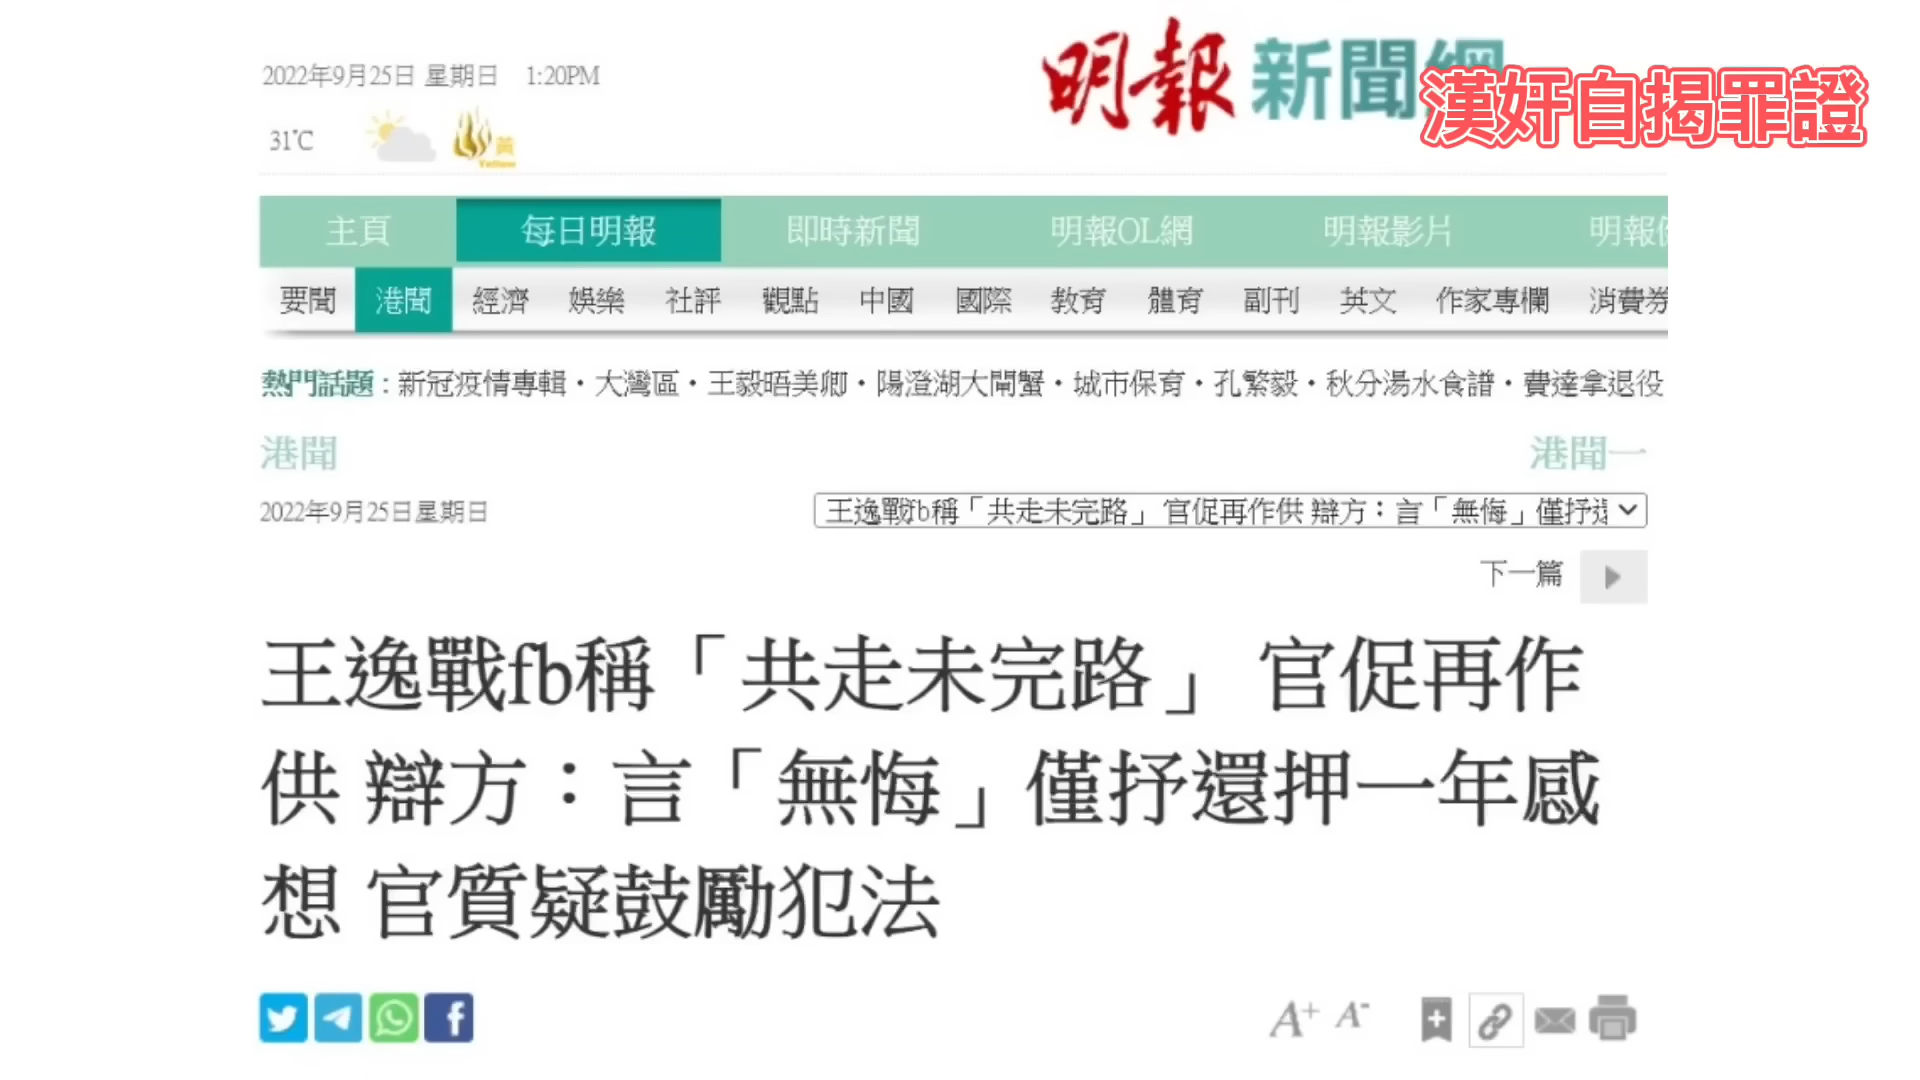 2022年9月25日 星期日 1:20PM
明報 新聞網
漢奸自揭罪證
31℃
黃
Yellow
主頁 每日明報 即時新聞 明報OL網 明報影片 明報
要聞 港聞 經濟 娛樂 社評 觀點 中國 國際 教育 體育 副刊 英文 作家專欄 消費券
熱門話題：新冠疫情專輯・大灣區・王毅晤美卿・陽澄湖大閘蟹・城市保育・孔繁毅・秋分湯水食譜・費達拿退役
港聞 港聞一
2022年9月25日星期日
王逸戰fb稱「共走未完路」 官促再作供 辯方：言「無悔」僅抒還
下一篇
王逸戰fb稱「共走未完路」 官促再作
供 辯方：言「無悔」僅抒還押一年感
想 官質疑鼓勵犯法
A+ A-